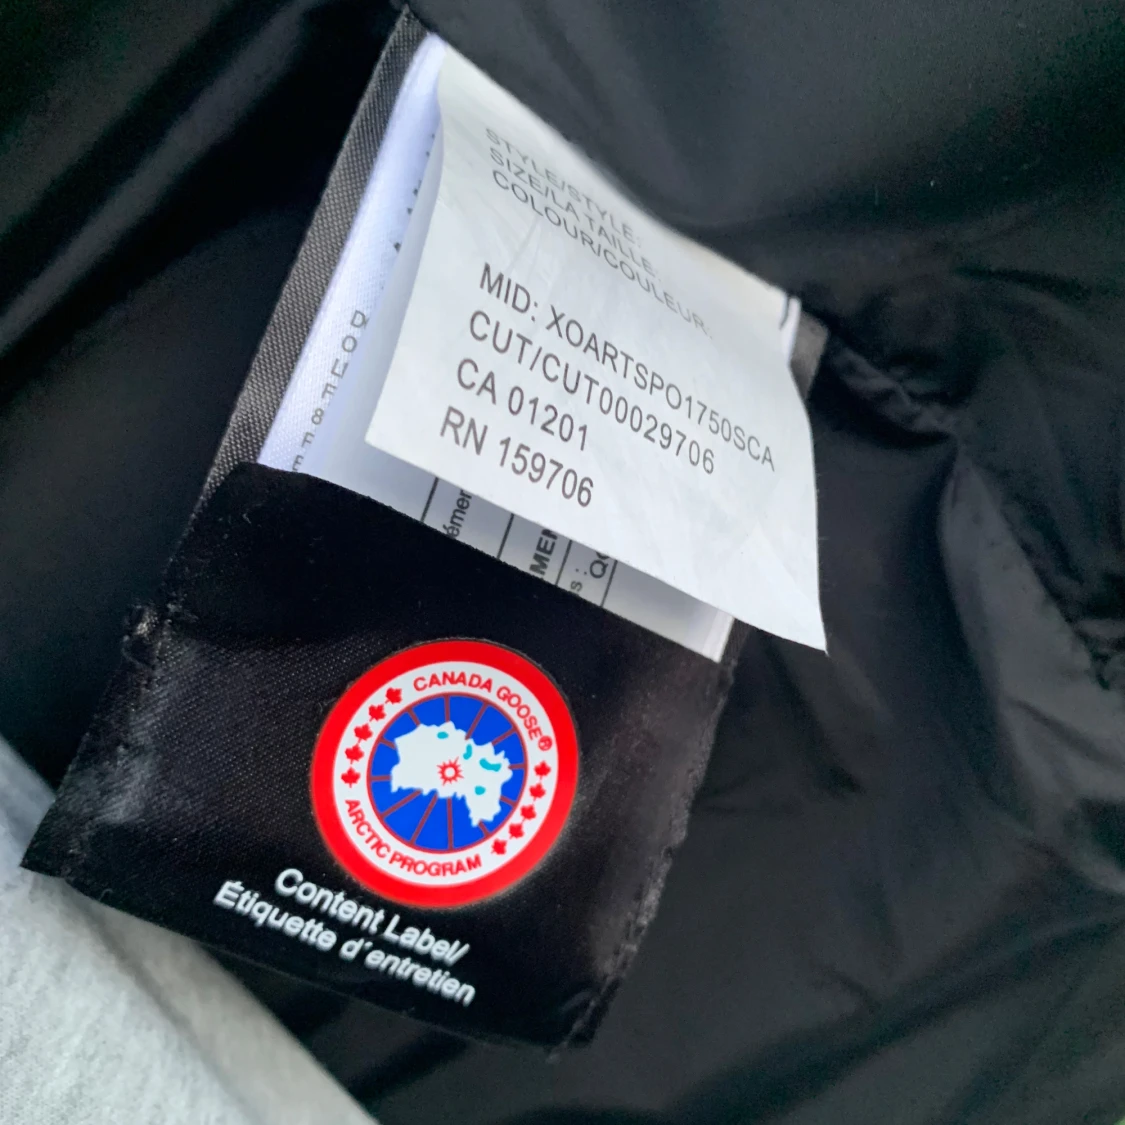 STYLE/STYLE:
SIZE/LA TAILLE:
COLOUR/COULEUR:
MID: XOARTSPO1750SCA
CUT/CUT00029706
CA 01201
RN 159706
CANADA GOOSE®
ARCTIC PROGRAM
Content Label/
Étiquette d'entretien